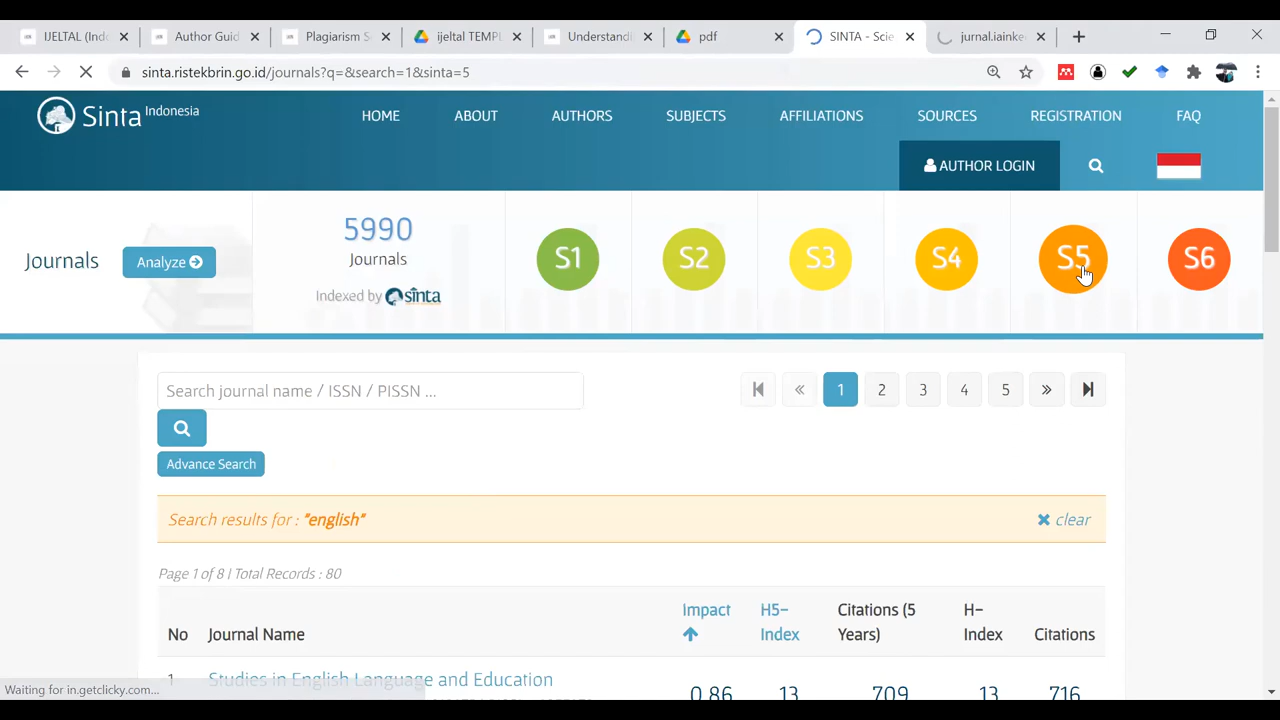 IJELTAL (Indo
Author Guid
Plagiarism S
ijeltal TEMPL
Understandi
pdf
SINTA - Scie
jurnal.iainke
sinta.ristekbrin.go.id/journals?q=&search=1&sinta=5
Sinta Indonesia
HOME
ABOUT
AUTHORS
SUBJECTS
AFFILIATIONS
SOURCES
REGISTRATION
FAQ
AUTHOR LOGIN
Journals
Analyze
5990
Journals
Indexed by sinta
S1
S2
S3
S4
S5
S6
Search journal name / ISSN / PISSN ...
1 2 3 4 5
Advance Search
Search results for : "english"
clear
Page 1 of 8 | Total Records : 80
No
Journal Name
Impact
H5-Index
Citations (5 Years)
H-Index
Citations
1
Studies in English Language and Education
0.86
13
709
13
716
Waiting for in.getclicky.com...